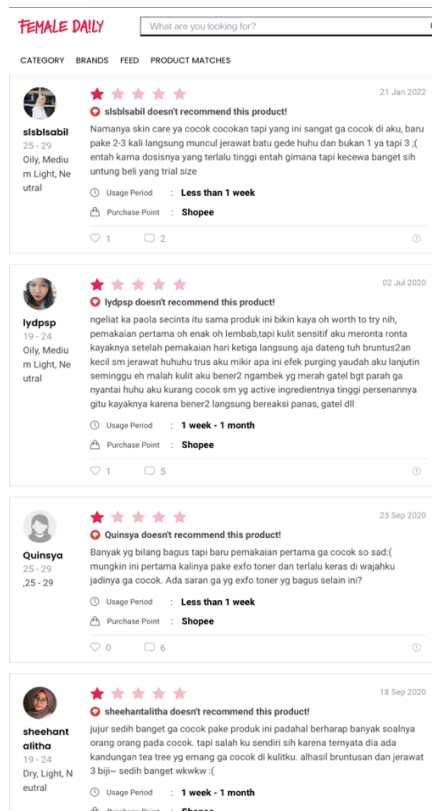 FEMALE DAILY
What are you looking for?
CATEGORY BRANDS FEED PRODUCT MATCHES
21 Jan 2022
slsblsabil doesn't recommend this product!
slsblsabil
25 - 29
Oily, Mediu
m Light, Ne
utral
Namanya skin care ya cocok cocokan tapi yang ini sangat ga cocok di aku, baru
pake 2-3 kali langsung muncul jerawat batu gede huhu dan bukan 1 ya tapi 3 ;(
entah karna dosisnya yang terlalu tinggi entah gimana tapi kecewa banget sih
untung beli yang trial size
Usage Period : Less than 1 week
Purchase Point : Shopee
1 2
02 Jul 2020
lydpsp doesn't recommend this product!
lydpsp
19 - 24
Oily, Mediu
m Light, Ne
utral
ngeliat ka paola secinta itu sama produk ini bikin kaya oh worth to try nih,
pemakaian pertama oh enak oh lembab,tapi kulit sensitif aku meronta ronta
kayaknya setelah pemakaian hari ketiga langsung aja dateng tuh bruntus2an
kecil sm jerawat huhuhu trus aku mikir apa ini efek purging yaudah aku lanjutin
seminggu eh malah kulit aku bener2 ngambek yg merah gatel bgt parah ga
nyantai huhu aku kurang cocok sm yg active ingredientnya tinggi persenannya
gitu kayaknya karena bener2 langsung bereaksi panas, gatel dll
Usage Period : 1 week - 1 month
Purchase Point : Shopee
1 5
25 Sep 2020
Quinsya doesn't recommend this product!
Quinsya
25 - 29
,25 - 29
Banyak yg bilang bagus tapi baru pemakaian pertama ga cocok so sad:(
mungkin ini pertama kalinya pake exfo toner dan terlalu keras di wajahku
jadinya ga cocok. Ada saran ga yg exfo toner yg bagus selain ini?
Usage Period : Less than 1 week
Purchase Point : Shopee
0 6
18 Sep 2020
sheehantalitha doesn't recommend this product!
sheehant
alitha
19 - 24
Dry, Light, N
eutral
jujur sedih banget ga cocok pake produk ini padahal berharap banyak soalnya
orang orang pada cocok. tapi salah ku sendiri sih karena ternyata dia ada
kandungan tea tree yg emang ga cocok di kulitku. alhasil bruntusan dan jerawat
3 biji~ sedih banget wkwkw :(
Usage Period : 1 week - 1 month
Purchase Point : Shopee